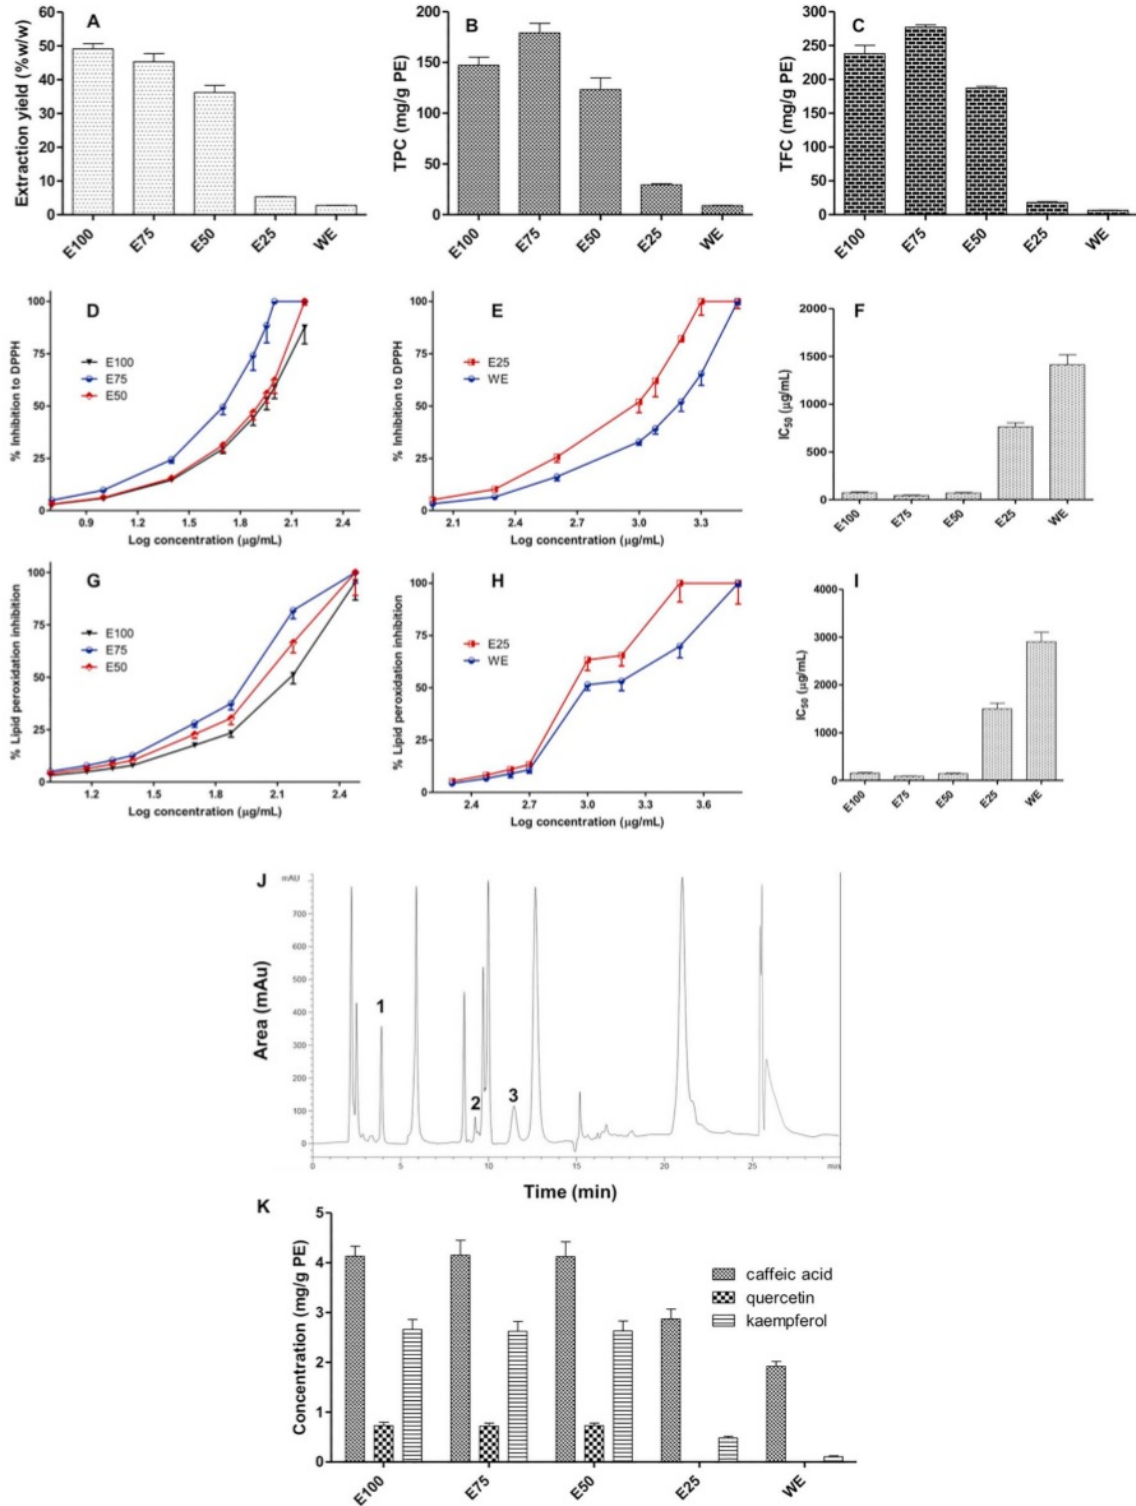 A
Extraction yield (%w/w)
60
50
40
30
20
10
0
E100 E75 E50 E25 WE
B
TPC (mg/g PE)
200
150
100
50
0
E100 E75 E50 E25 WE
C
TFC (mg/g PE)
300
250
200
150
100
50
0
E100 E75 E50 E25 WE
D
% Inhibition to DPPH
100
75
50
25
0
E100
E75
E50
0.9 1.2 1.5 1.8 2.1 2.4
Log concentration (µg/mL)
E
% Inhibition to DPPH
100
75
50
25
0
E25
WE
2.1 2.4 2.7 3.0 3.3
Log concentration (µg/mL)
F
IC50 (µg/mL)
2000
1500
1000
500
0
E100 E75 E50 E25 WE
G
% Lipid peroxidation inhibition
100
75
50
25
0
E100
E75
E50
1.2 1.5 1.8 2.1 2.4
Log concentration (µg/mL)
H
% Lipid peroxidation inhibition
100
75
50
25
0
E25
WE
2.4 2.7 3.0 3.3 3.6
Log concentration (µg/mL)
I
IC50 (µg/mL)
4000
3000
2000
1000
0
E100 E75 E50 E25 WE
J
mAU
Area (mAu)
700
600
500
400
300
200
100
0
1
2
3
0 5 10 15 20 25 min
Time (min)
K
Concentration (mg/g PE)
5
4
3
2
1
0
caffeic acid
quercetin
kaempferol
E100 E75 E50 E25 WE